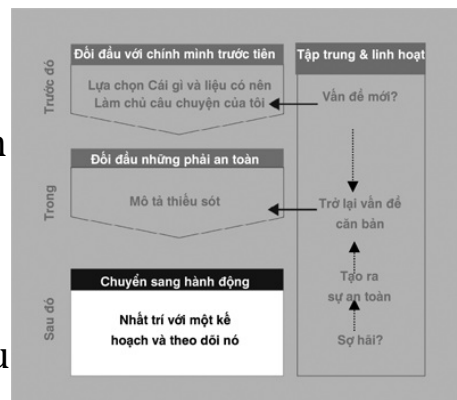 Trước đó
Đối đầu với chính mình trước tiên
Lựa chọn Cái gì và liệu có nên
Làm chủ câu chuyện của tôi
Trong
Đối đầu những phải an toàn
Mô tả thiếu sót
Sau đó
Chuyển sang hành động
Nhất trí với một kế
hoạch và theo dõi nó
Tập trung & linh hoạt
Vấn đề mới?
Trở lại vấn đề
căn bản
Tạo ra
sự an toàn
Sợ hãi?